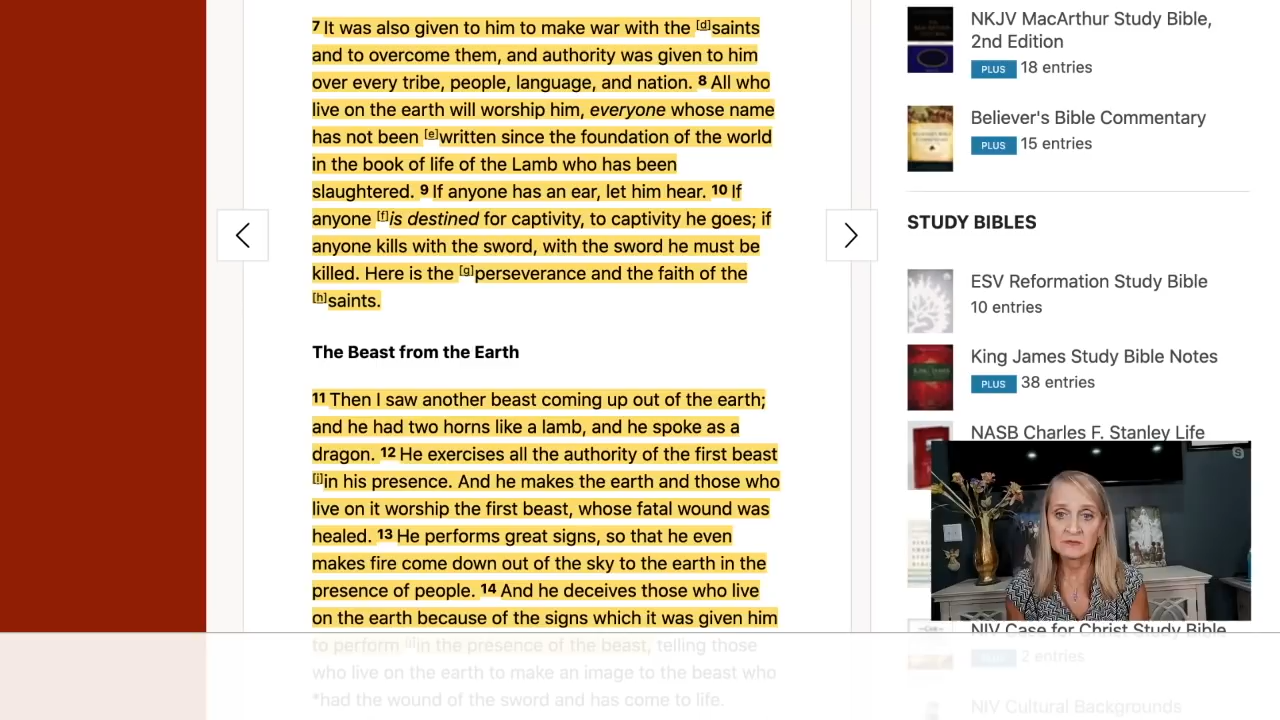 7 It was also given to him to make war with the [d]saints
and to overcome them, and authority was given to him
over every tribe, people, language, and nation. 8 All who
live on the earth will worship him, everyone whose name
has not been [e]written since the foundation of the world
in the book of life of the Lamb who has been
slaughtered. 9 If anyone has an ear, let him hear. 10 If
anyone [f]is destined for captivity, to captivity he goes; if
anyone kills with the sword, with the sword he must be
killed. Here is the [g]perseverance and the faith of the
[h]saints.
The Beast from the Earth
11 Then I saw another beast coming up out of the earth;
and he had two horns like a lamb, and he spoke as a
dragon. 12 He exercises all the authority of the first beast
[i]in his presence. And he makes the earth and those who
live on it worship the first beast, whose fatal wound was
healed. 13 He performs great signs, so that he even
makes fire come down out of the sky to the earth in the
presence of people. 14 And he deceives those who live
on the earth because of the signs which it was given him
to perform [j]in the presence of the beast, telling those
who live on the earth to make an image to the beast who
*had the wound of the sword and has come to life.
NKJV MacArthur Study Bible,
2nd Edition
PLUS 18 entries
Believer's Bible Commentary
PLUS 15 entries
STUDY BIBLES
ESV Reformation Study Bible
10 entries
King James Study Bible Notes
PLUS 38 entries
NASB Charles F. Stanley Life
NIV Case for Christ Study Bible
PLUS 2 entries
NIV Cultural Backgrounds